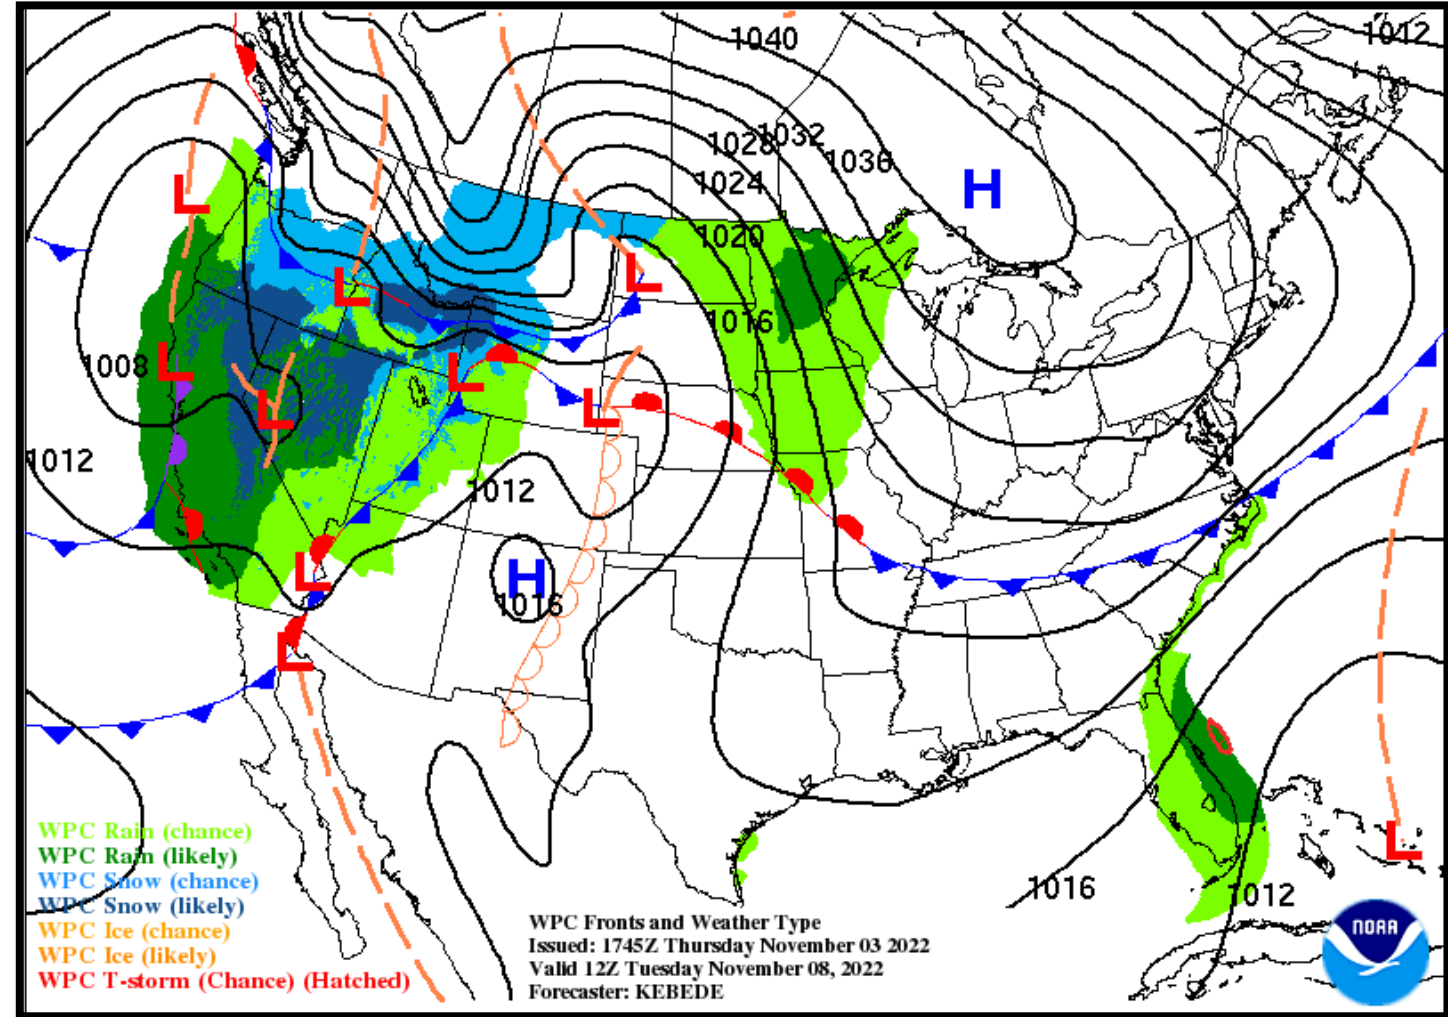 1040
1012
1028
1032
1036
1024
H
L
1020
L
L
1016
1008
L
L
L
L
1012
1012
L
H
1016
L
L
WPC Rain (chance)
WPC Rain (likely)
WPC Snow (chance)
WPC Snow (likely)
WPC Ice (chance)
WPC Ice (likely)
WPC T-storm (Chance) (Hatched)
1016
1012
WPC Fronts and Weather Type
Issued: 1745Z Thursday November 03 2022
Valid 12Z Tuesday November 08, 2022
Forecaster: KEBEDE
NOAA